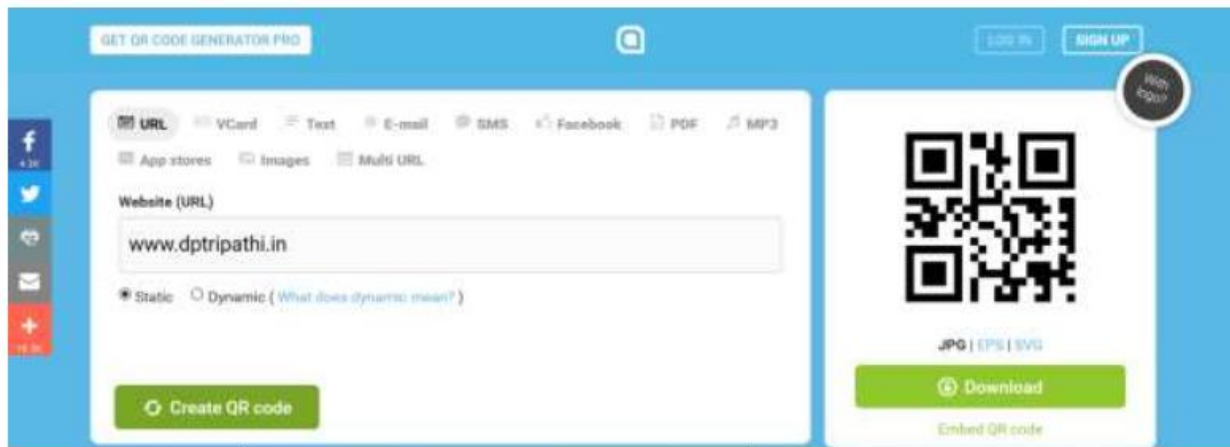 GET QR CODE GENERATOR PRO
LOG IN
SIGN UP
With logo?
URL VCard Text E-mail SMS Facebook PDF MP3
App stores Images Multi URL
Website (URL)
www.dptripathi.in
Static Dynamic ( What does dynamic mean? )
Create QR code
JPG | EPS | SVG
Download
Embed QR code